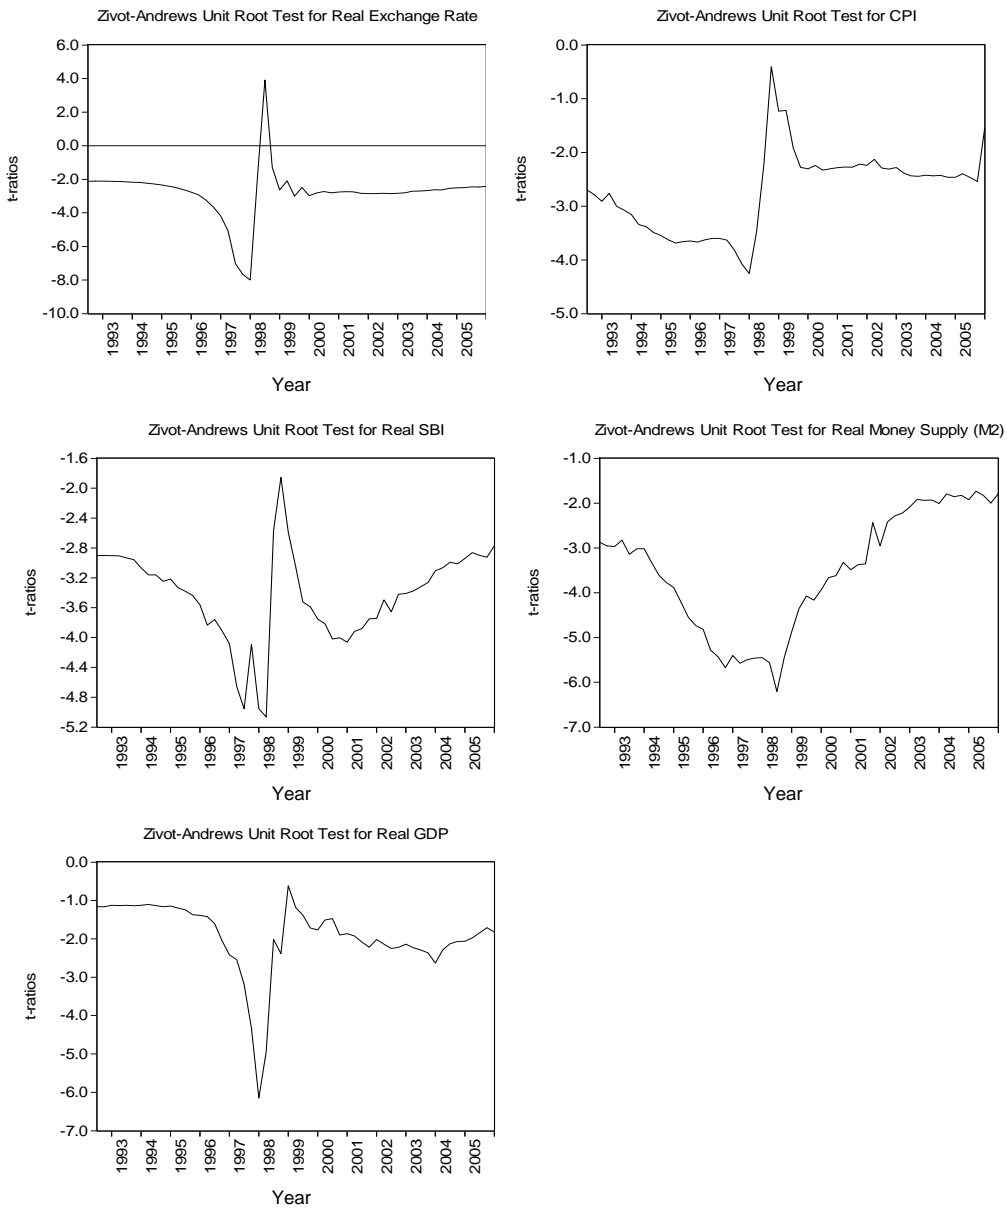 Zivot-Andrews Unit Root Test for Real Exchange Rate
6.0
4.0
2.0
0.0
-2.0
-4.0
-6.0
-8.0
-10.0
t-ratios
1993 1994 1995 1996 1997 1998 1999 2000 2001 2002 2003 2004 2005
Year
Zivot-Andrews Unit Root Test for CPI
0.0
-1.0
-2.0
-3.0
-4.0
-5.0
t-ratios
1993 1994 1995 1996 1997 1998 1999 2000 2001 2002 2003 2004 2005
Year
Zivot-Andrews Unit Root Test for Real SBI
-1.6
-2.0
-2.4
-2.8
-3.2
-3.6
-4.0
-4.4
-4.8
-5.2
t-ratios
1993 1994 1995 1996 1997 1998 1999 2000 2001 2002 2003 2004 2005
Year
Zivot-Andrews Unit Root Test for Real Money Supply (M2)
-1.0
-2.0
-3.0
-4.0
-5.0
-6.0
-7.0
t-ratios
1993 1994 1995 1996 1997 1998 1999 2000 2001 2002 2003 2004 2005
Year
Zivot-Andrews Unit Root Test for Real GDP
0.0
-1.0
-2.0
-3.0
-4.0
-5.0
-6.0
-7.0
t-ratios
1993 1994 1995 1996 1997 1998 1999 2000 2001 2002 2003 2004 2005
Year